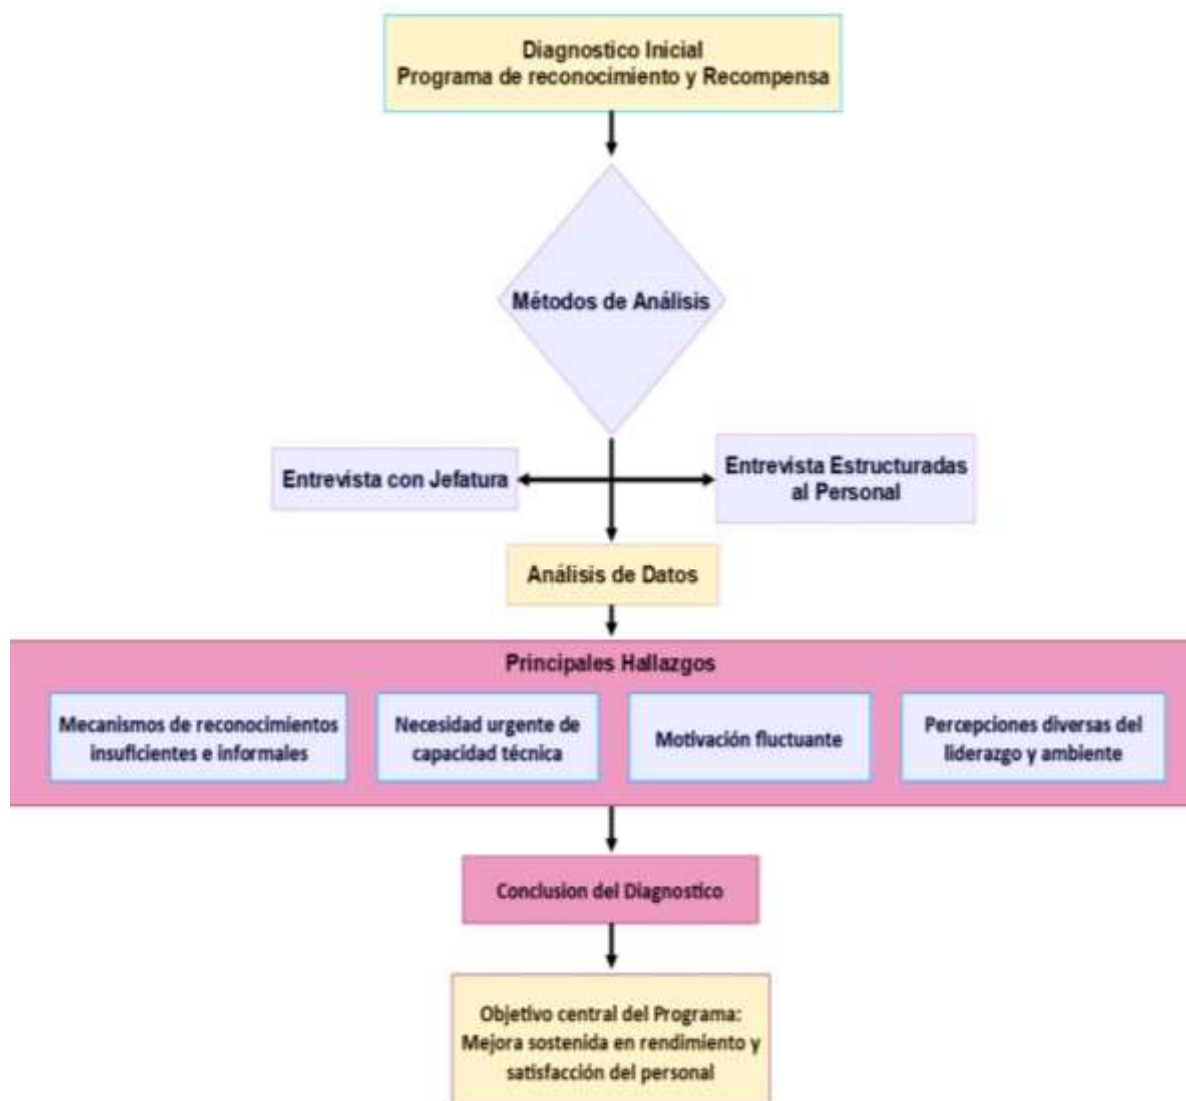 Diagnostico Inicial
Programa de reconocimiento y Recompensa
Métodos de Análisis
Entrevista con Jefatura
Entrevista Estructuradas
al Personal
Análisis de Datos
Principales Hallazgos
Mecanismos de reconocimientos
insuficientes e informales
Necesidad urgente de
capacidad técnica
Motivación fluctuante
Percepciones diversas del
liderazgo y ambiente
Conclusion del Diagnostico
Objetivo central del Programa:
Mejora sostenida en rendimiento y
satisfacción del personal